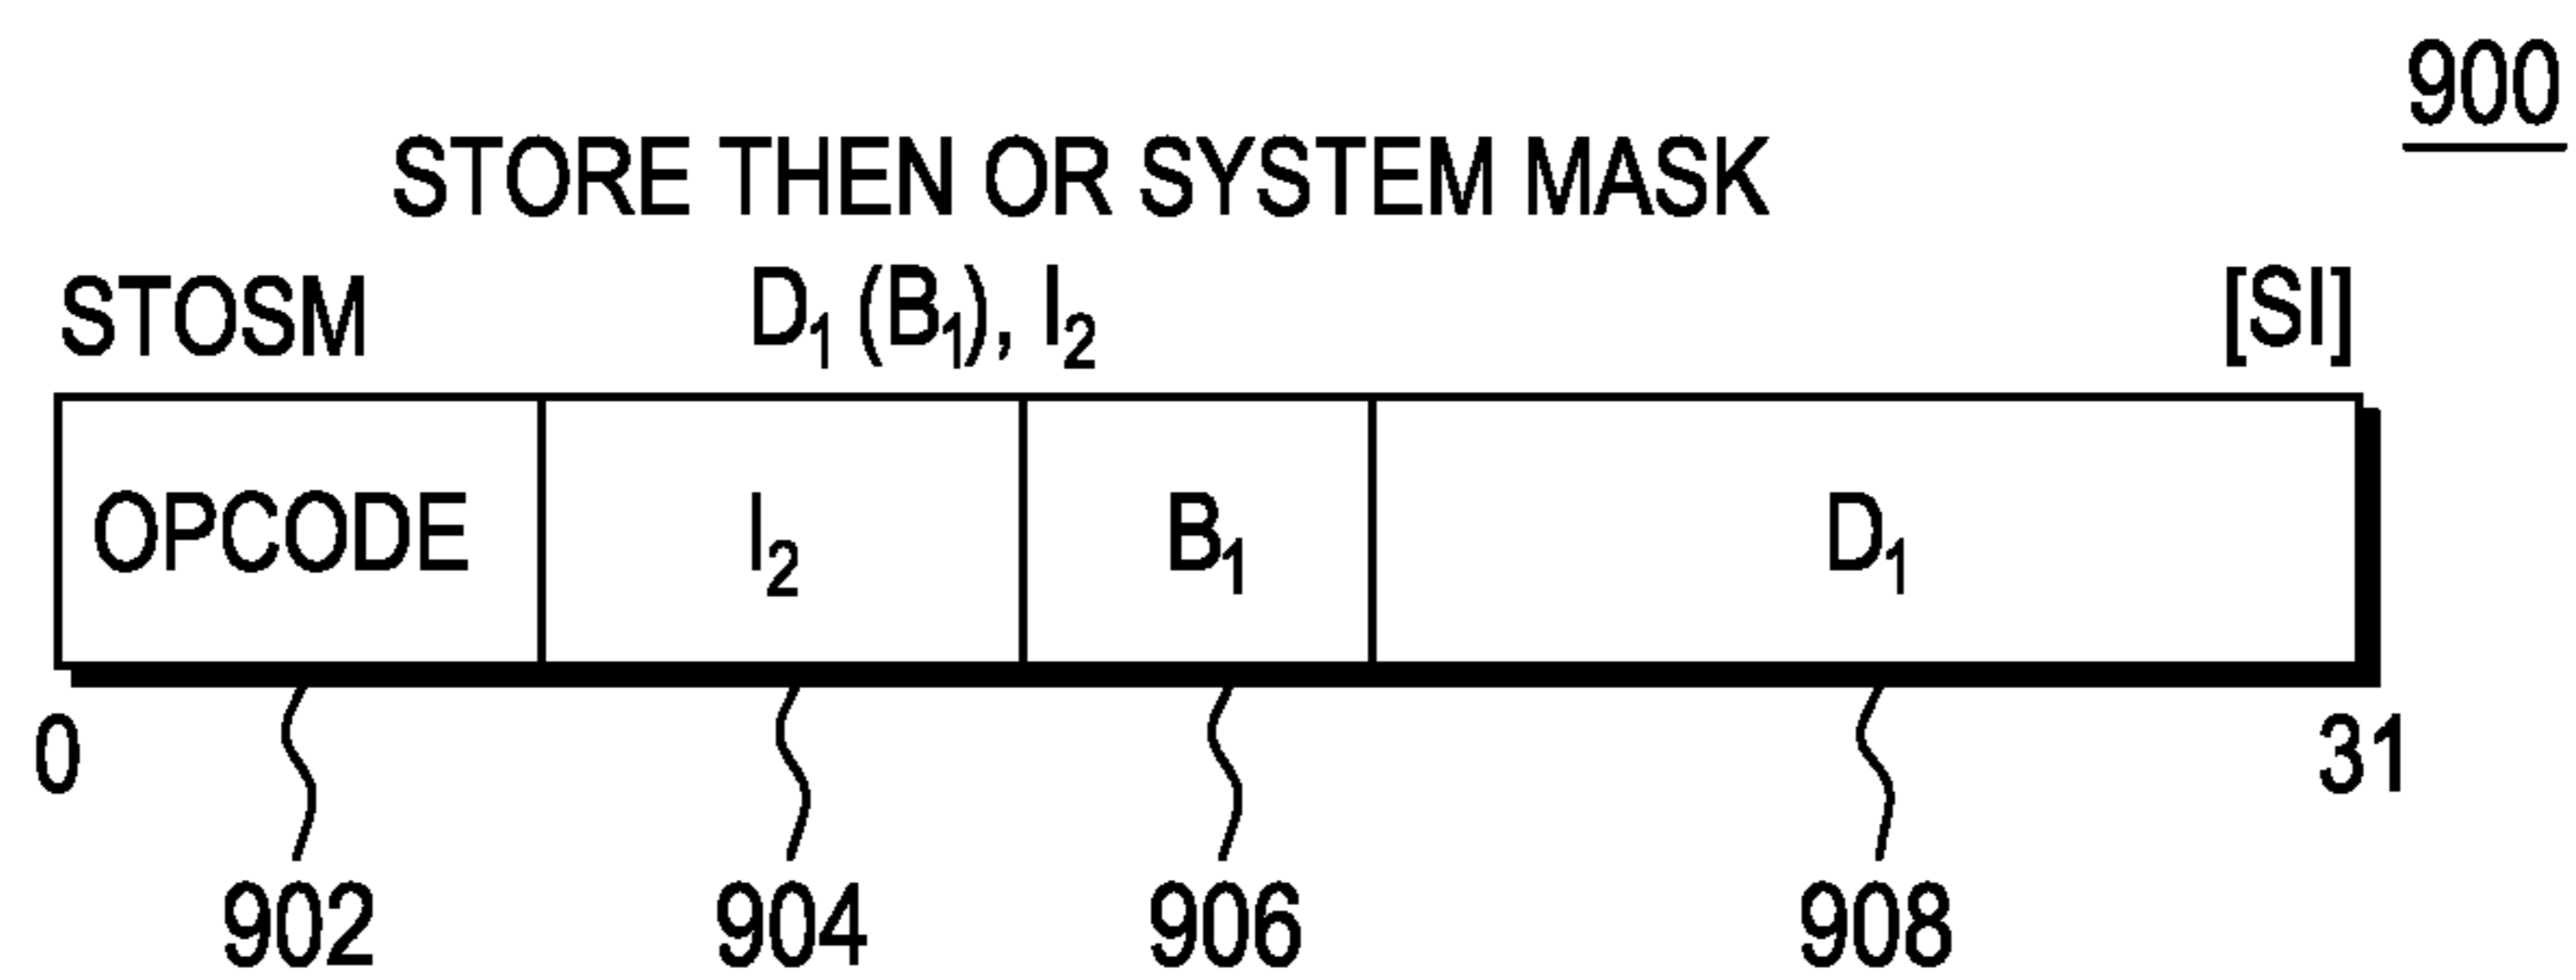 900
STORE THEN OR SYSTEM MASK
STOSM D₁ (B₁), I₂ [SI]
OPCODE I₂ B₁ D₁
0 31
902 904 906 908